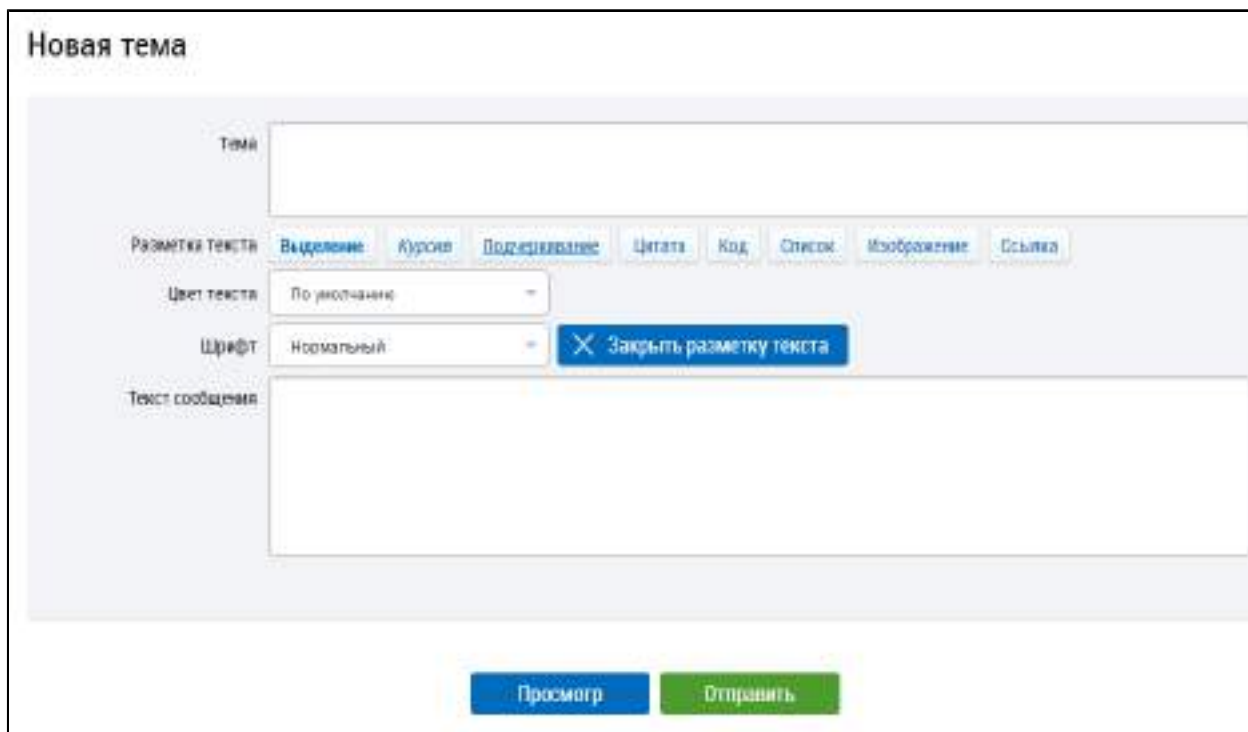 Новая тема
Тема
Разметка текста Выделение Курсив Подчеркивание Цитата Код Список Изображение Ссылка
Цвет текста По умолчанию
Шрифт Нормальный Закрыть разметку текста
Текст сообщения
Просмотр Отправить